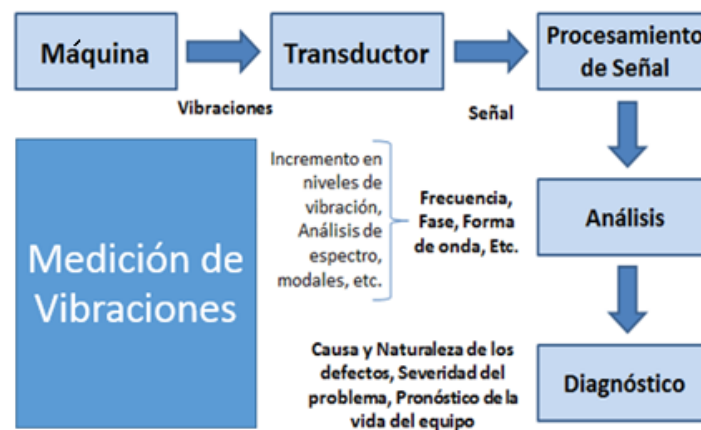 Máquina
Transductor
Procesamiento
de Señal
Vibraciones
Señal
Medición de
Vibraciones
Incremento en
niveles de
vibración,
Análisis de
espectro,
modales, etc.
Frecuencia,
Fase, Forma
de onda, Etc.
Análisis
Causa y Naturaleza de los
defectos, Severidad del
problema, Pronóstico de la
vida del equipo
Diagnóstico